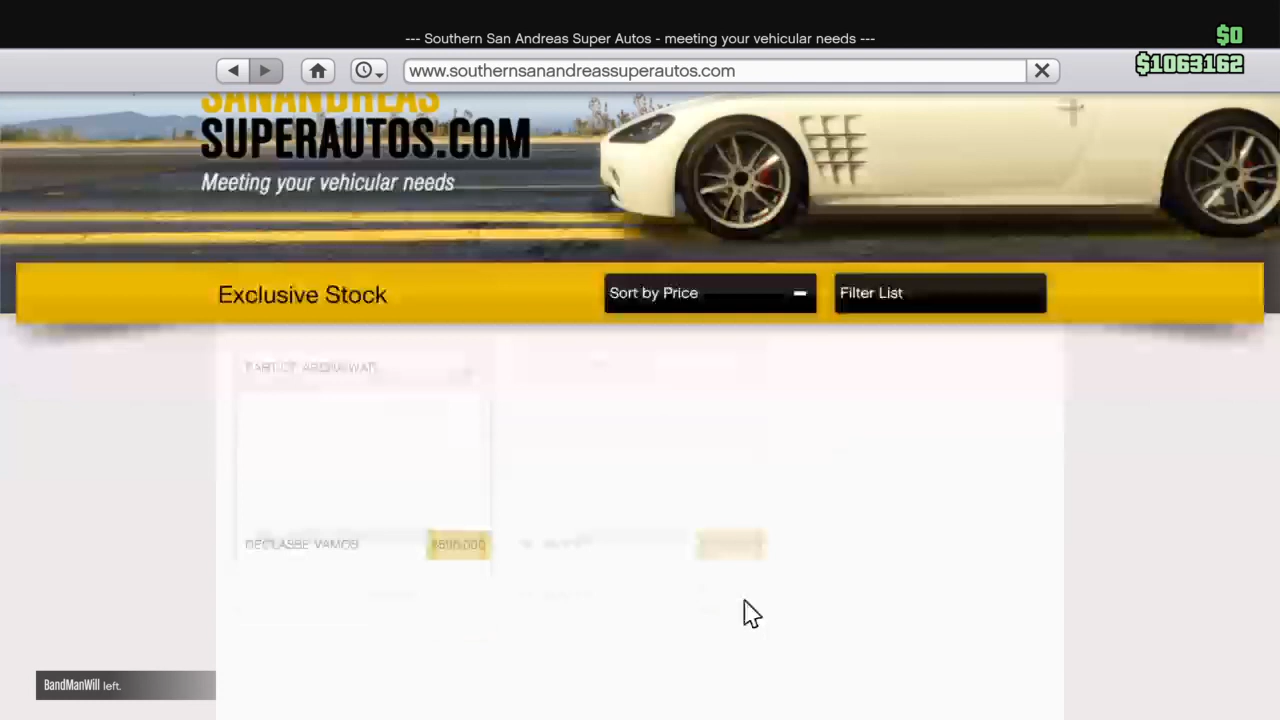 --- Southern San Andreas Super Autos - meeting your vehicular needs ---
$0
$1063162
www.southernsanandreassuperautos.com
SANANDREAS
SUPERAUTOS.COM
Meeting your vehicular needs
Exclusive Stock
Sort by Price
Filter List
DECLASSE VAMOS
BandManWill left.